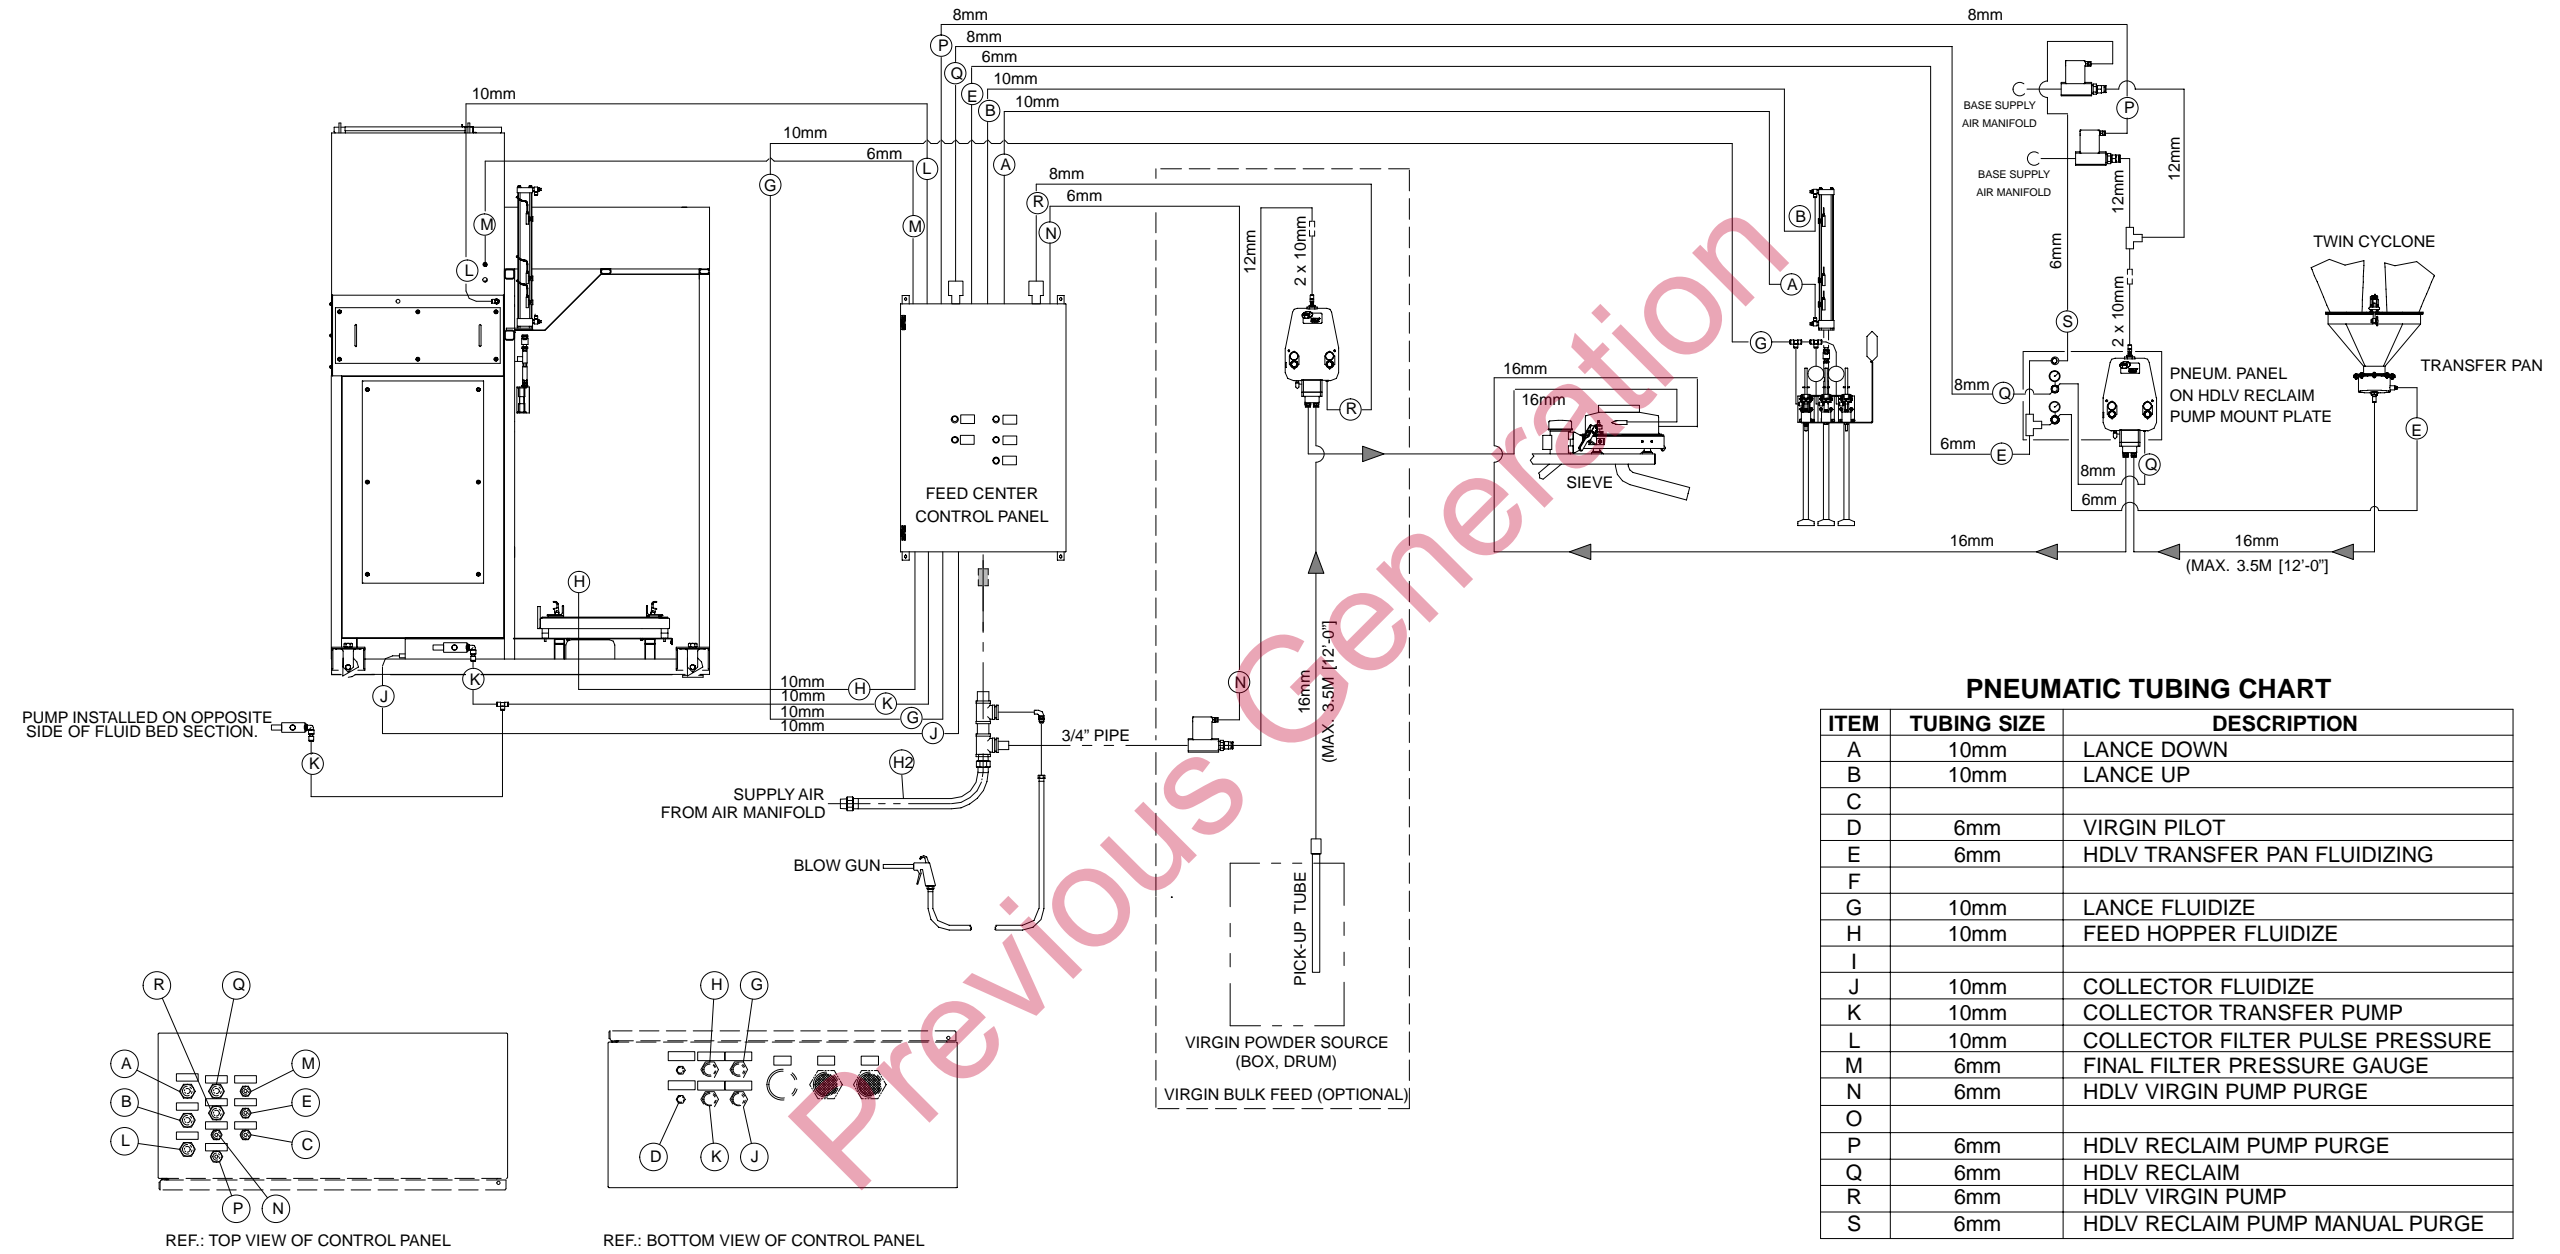 8mm
8mm
P
8mm
Q
6mm
E
10mm
B
10mm
10mm
A
10mm
6mm
L
G
M
M
L
8mm
R
6mm
N
12mm
2 x 10mm
R
B
A
G
BASE SUPPLY
AIR MANIFOLD
P
BASE SUPPLY
AIR MANIFOLD
12mm
12mm
6mm
S
2 x 10mm
TWIN CYCLONE
TRANSFER PAN
PNEUM. PANEL
ON HDLV RECLAIM
PUMP MOUNT PLATE
8mm
Q
6mm
E
E
Q
8mm
6mm
16mm
16mm
SIEVE
16mm
16mm
(MAX. 3.5M [12'-0"]
FEED CENTER
CONTROL PANEL
H
J
K
10mm
H
10mm
K
10mm
G
10mm
J
PUMP INSTALLED ON OPPOSITE
SIDE OF FLUID BED SECTION.
K
N
16mm
(MAX. 3.5M [12'-0"]
3/4" PIPE
H2
SUPPLY AIR
FROM AIR MANIFOLD
BLOW GUN
PICK-UP TUBE
VIRGIN POWDER SOURCE
(BOX, DRUM)
VIRGIN BULK FEED (OPTIONAL)
Previous Generation
PNEUMATIC TUBING CHART
ITEM TUBING SIZE DESCRIPTION
A 10mm LANCE DOWN
B 10mm LANCE UP
C
D 6mm VIRGIN PILOT
E 6mm HDLV TRANSFER PAN FLUIDIZING
F
G 10mm LANCE FLUIDIZE
H 10mm FEED HOPPER FLUIDIZE
I
J 10mm COLLECTOR FLUIDIZE
K 10mm COLLECTOR TRANSFER PUMP
L 10mm COLLECTOR FILTER PULSE PRESSURE
M 6mm FINAL FILTER PRESSURE GAUGE
N 6mm HDLV VIRGIN PUMP PURGE
O
P 6mm HDLV RECLAIM PUMP PURGE
Q 6mm HDLV RECLAIM
R 6mm HDLV VIRGIN PUMP
S 6mm HDLV RECLAIM PUMP MANUAL PURGE
R
Q
A
M
B
E
L
C
P
N
REF.: TOP VIEW OF CONTROL PANEL
H
G
D
K
J
REF.: BOTTOM VIEW OF CONTROL PANEL